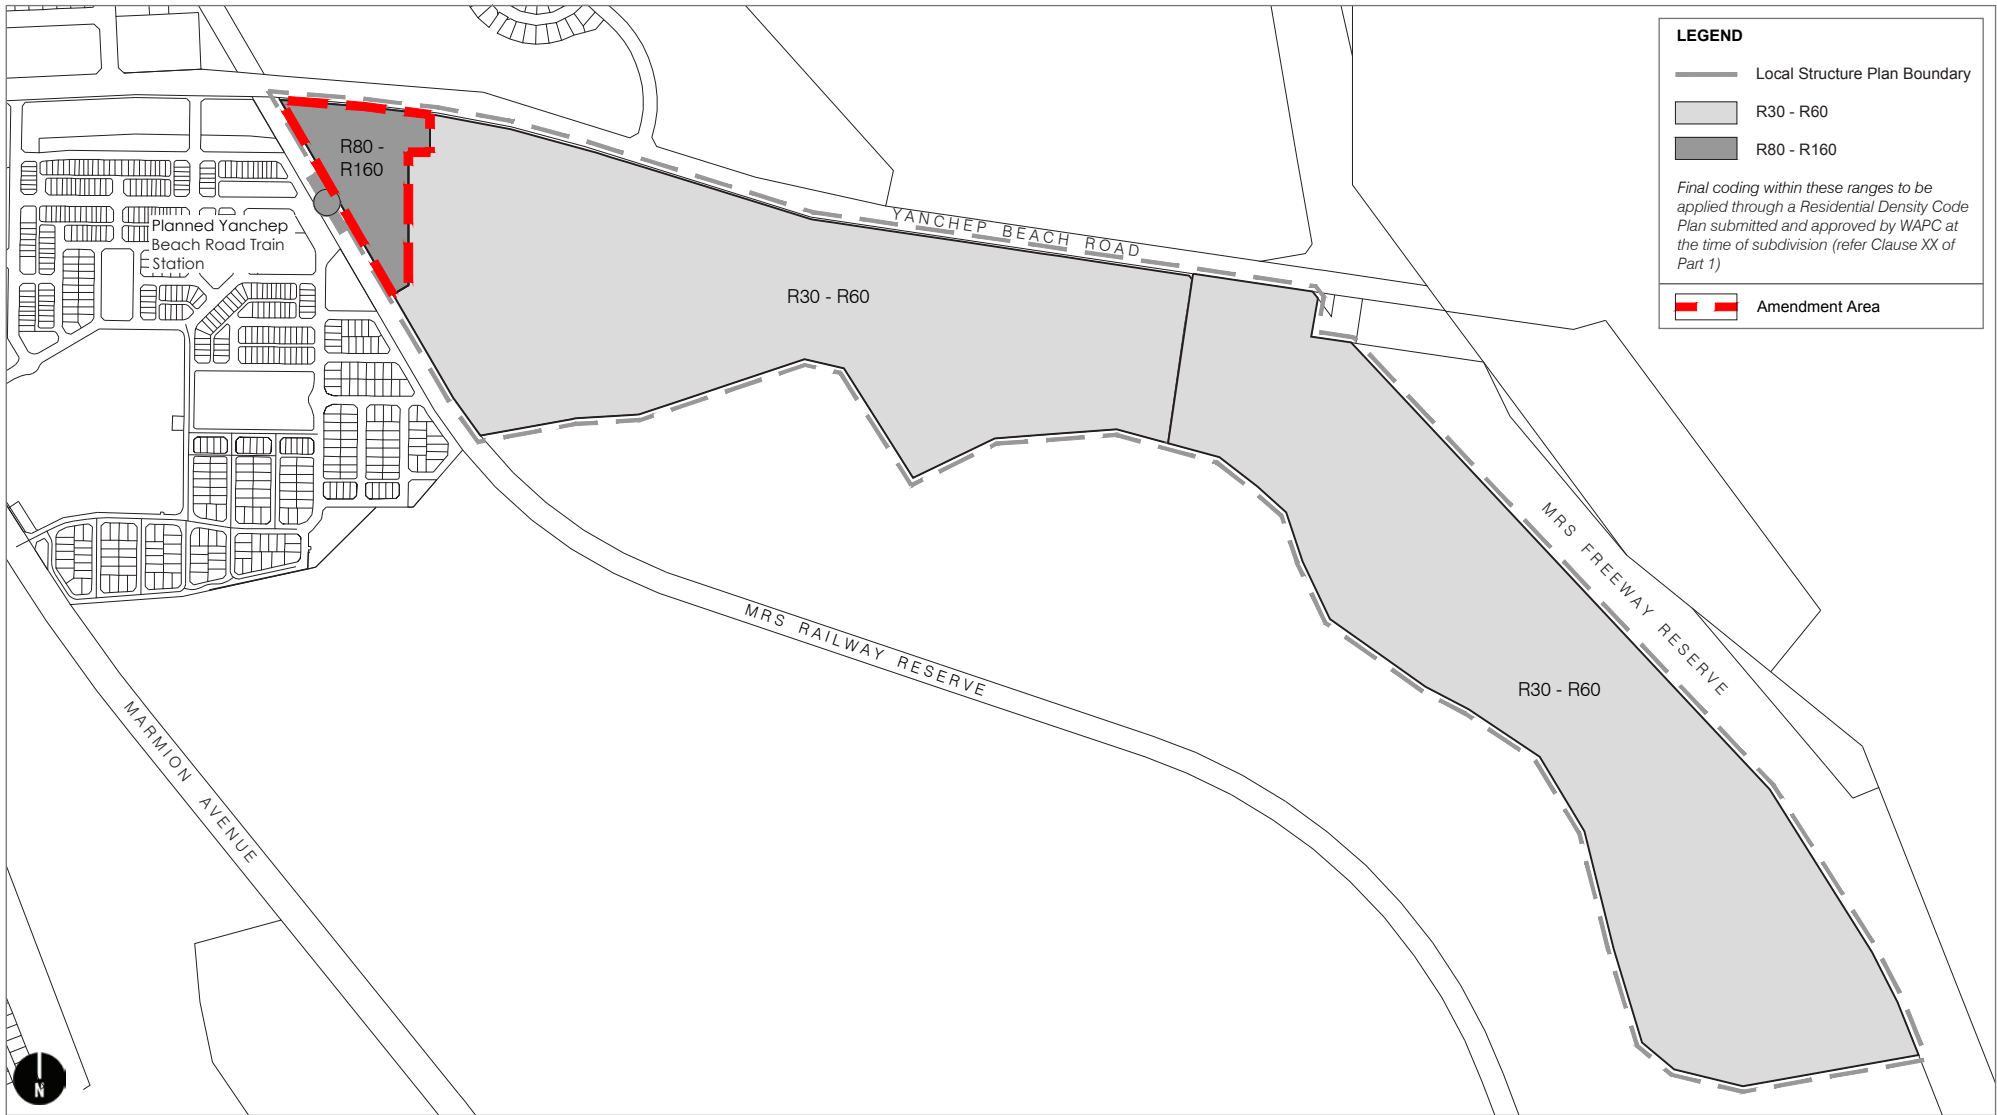 LEGEND
Local Structure Plan Boundary
R30 - R60
R80 - R160
Final coding within these ranges to be
applied through a Residential Density Code
Plan submitted and approved by WAPC at
the time of subdivision (refer Clause XX of
Part 1)
Amendment Area
R80 -
R160
Planned Yanchep
Beach Road Train
Station
YANCHEP BEACH ROAD
R30 - R60
MRS FREEWAY RESERVE
MRS RAILWAY RESERVE
R30 - R60
MARMION AVENUE
N